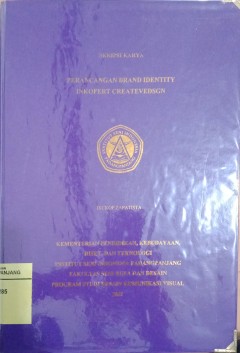 SKRIPSI KARYA
PERANCANGAN BRAND IDENTITY
INKOPERT CREATEVEDSGN
KEMENTERIAN PENDIDIKAN, KEBUDAYAAN,
RISET, DAN TEKNOLOGI
INSTITUT SENI INDONESIA PADANGPANJANG
FAKULTAS SENI RUPA DAN DESAIN
PROGRAM STUDI DESAIN KOMUNIKASI VISUAL
PANJANG